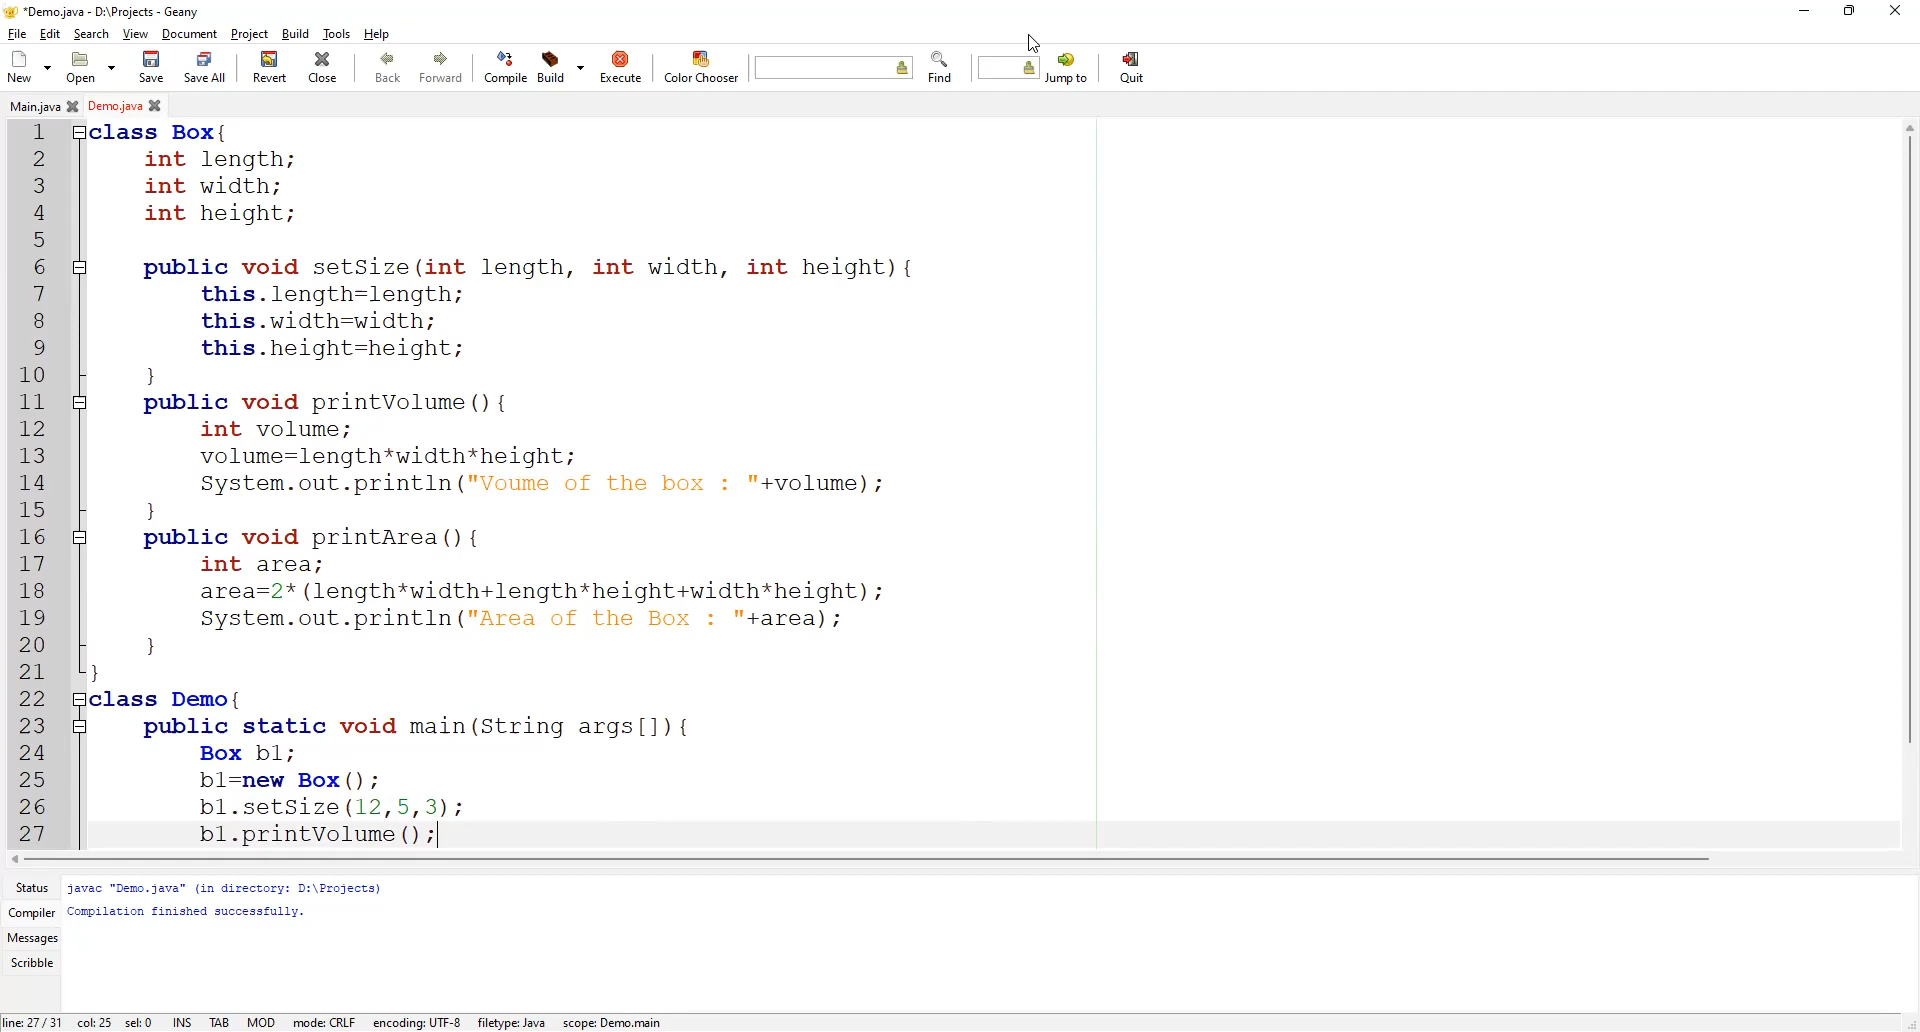 *Demo.java - D:\Projects - Geany
File Edit Search View Document Project Build Tools Help
New Open Save Save All Revert Close Back Forward Compile Build Execute Color Chooser Find Jump to Quit
Main.java Demo.java
1 class Box{
2 int length;
3 int width;
4 int height;
5
6 public void setSize(int length, int width, int height){
7 this.length=length;
8 this.width=width;
9 this.height=height;
10 }
11 public void printVolume(){
12 int volume;
13 volume=length*width*height;
14 System.out.println("Voume of the box : "+volume);
15 }
16 public void printArea(){
17 int area;
18 area=2*(length*width+length*height+width*height);
19 System.out.println("Area of the Box : "+area);
20 }
21 }
22 class Demo{
23 public static void main(String args[]){
24 Box b1;
25 b1=new Box();
26 b1.setSize(12,5,3);
27 b1.printVolume();
Status javac "Demo.java" (in directory: D:\Projects)
Compiler Compilation finished successfully.
Messages
Scribble
line: 27 / 31 col: 25 sel: 0 INS TAB MOD mode: CRLF encoding: UTF-8 filetype: Java scope: Demo.main